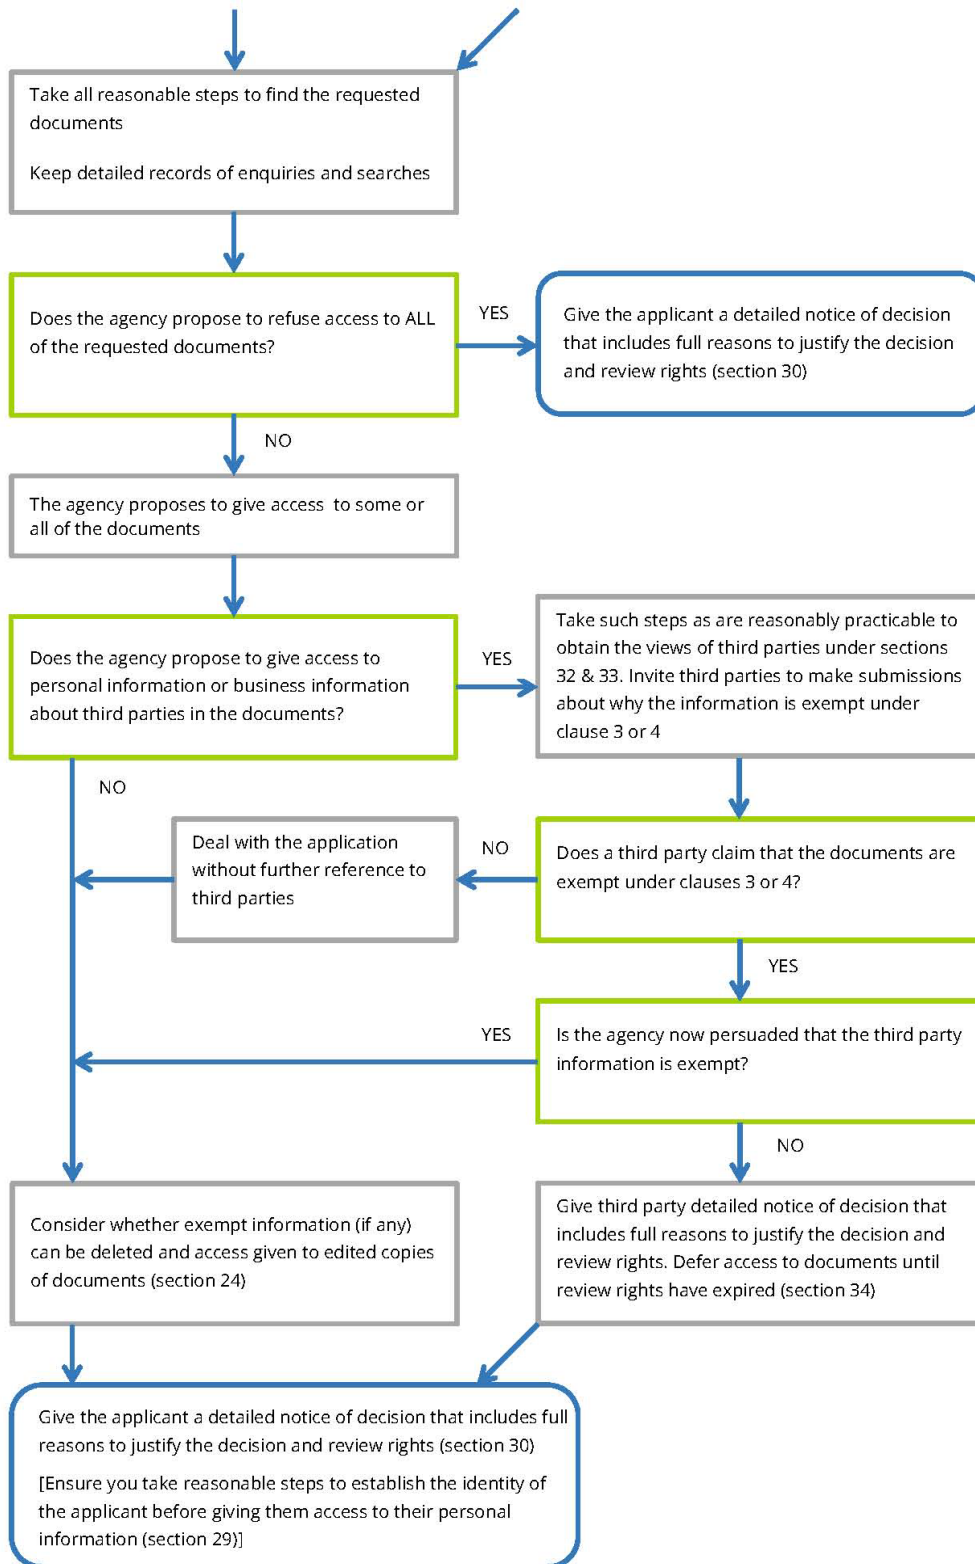 Take all reasonable steps to find the requested
documents
Keep detailed records of enquiries and searches
Does the agency propose to refuse access to ALL
of the requested documents?
YES
Give the applicant a detailed notice of decision
that includes full reasons to justify the decision
and review rights (section 30)
NO
The agency proposes to give access to some or
all of the documents
Does the agency propose to give access to
personal information or business information
about third parties in the documents?
YES
Take such steps as are reasonably practicable to
obtain the views of third parties under sections
32 & 33. Invite third parties to make submissions
about why the information is exempt under
clause 3 or 4
NO
Deal with the application
without further reference to
third parties
NO
Does a third party claim that the documents are
exempt under clauses 3 or 4?
YES
YES
Is the agency now persuaded that the third party
information is exempt?
NO
Consider whether exempt information (if any)
can be deleted and access given to edited copies
of documents (section 24)
Give third party detailed notice of decision that
includes full reasons to justify the decision and
review rights. Defer access to documents until
review rights have expired (section 34)
Give the applicant a detailed notice of decision that includes full
reasons to justify the decision and review rights (section 30)
[Ensure you take reasonable steps to establish the identity of
the applicant before giving them access to their personal
information (section 29)]